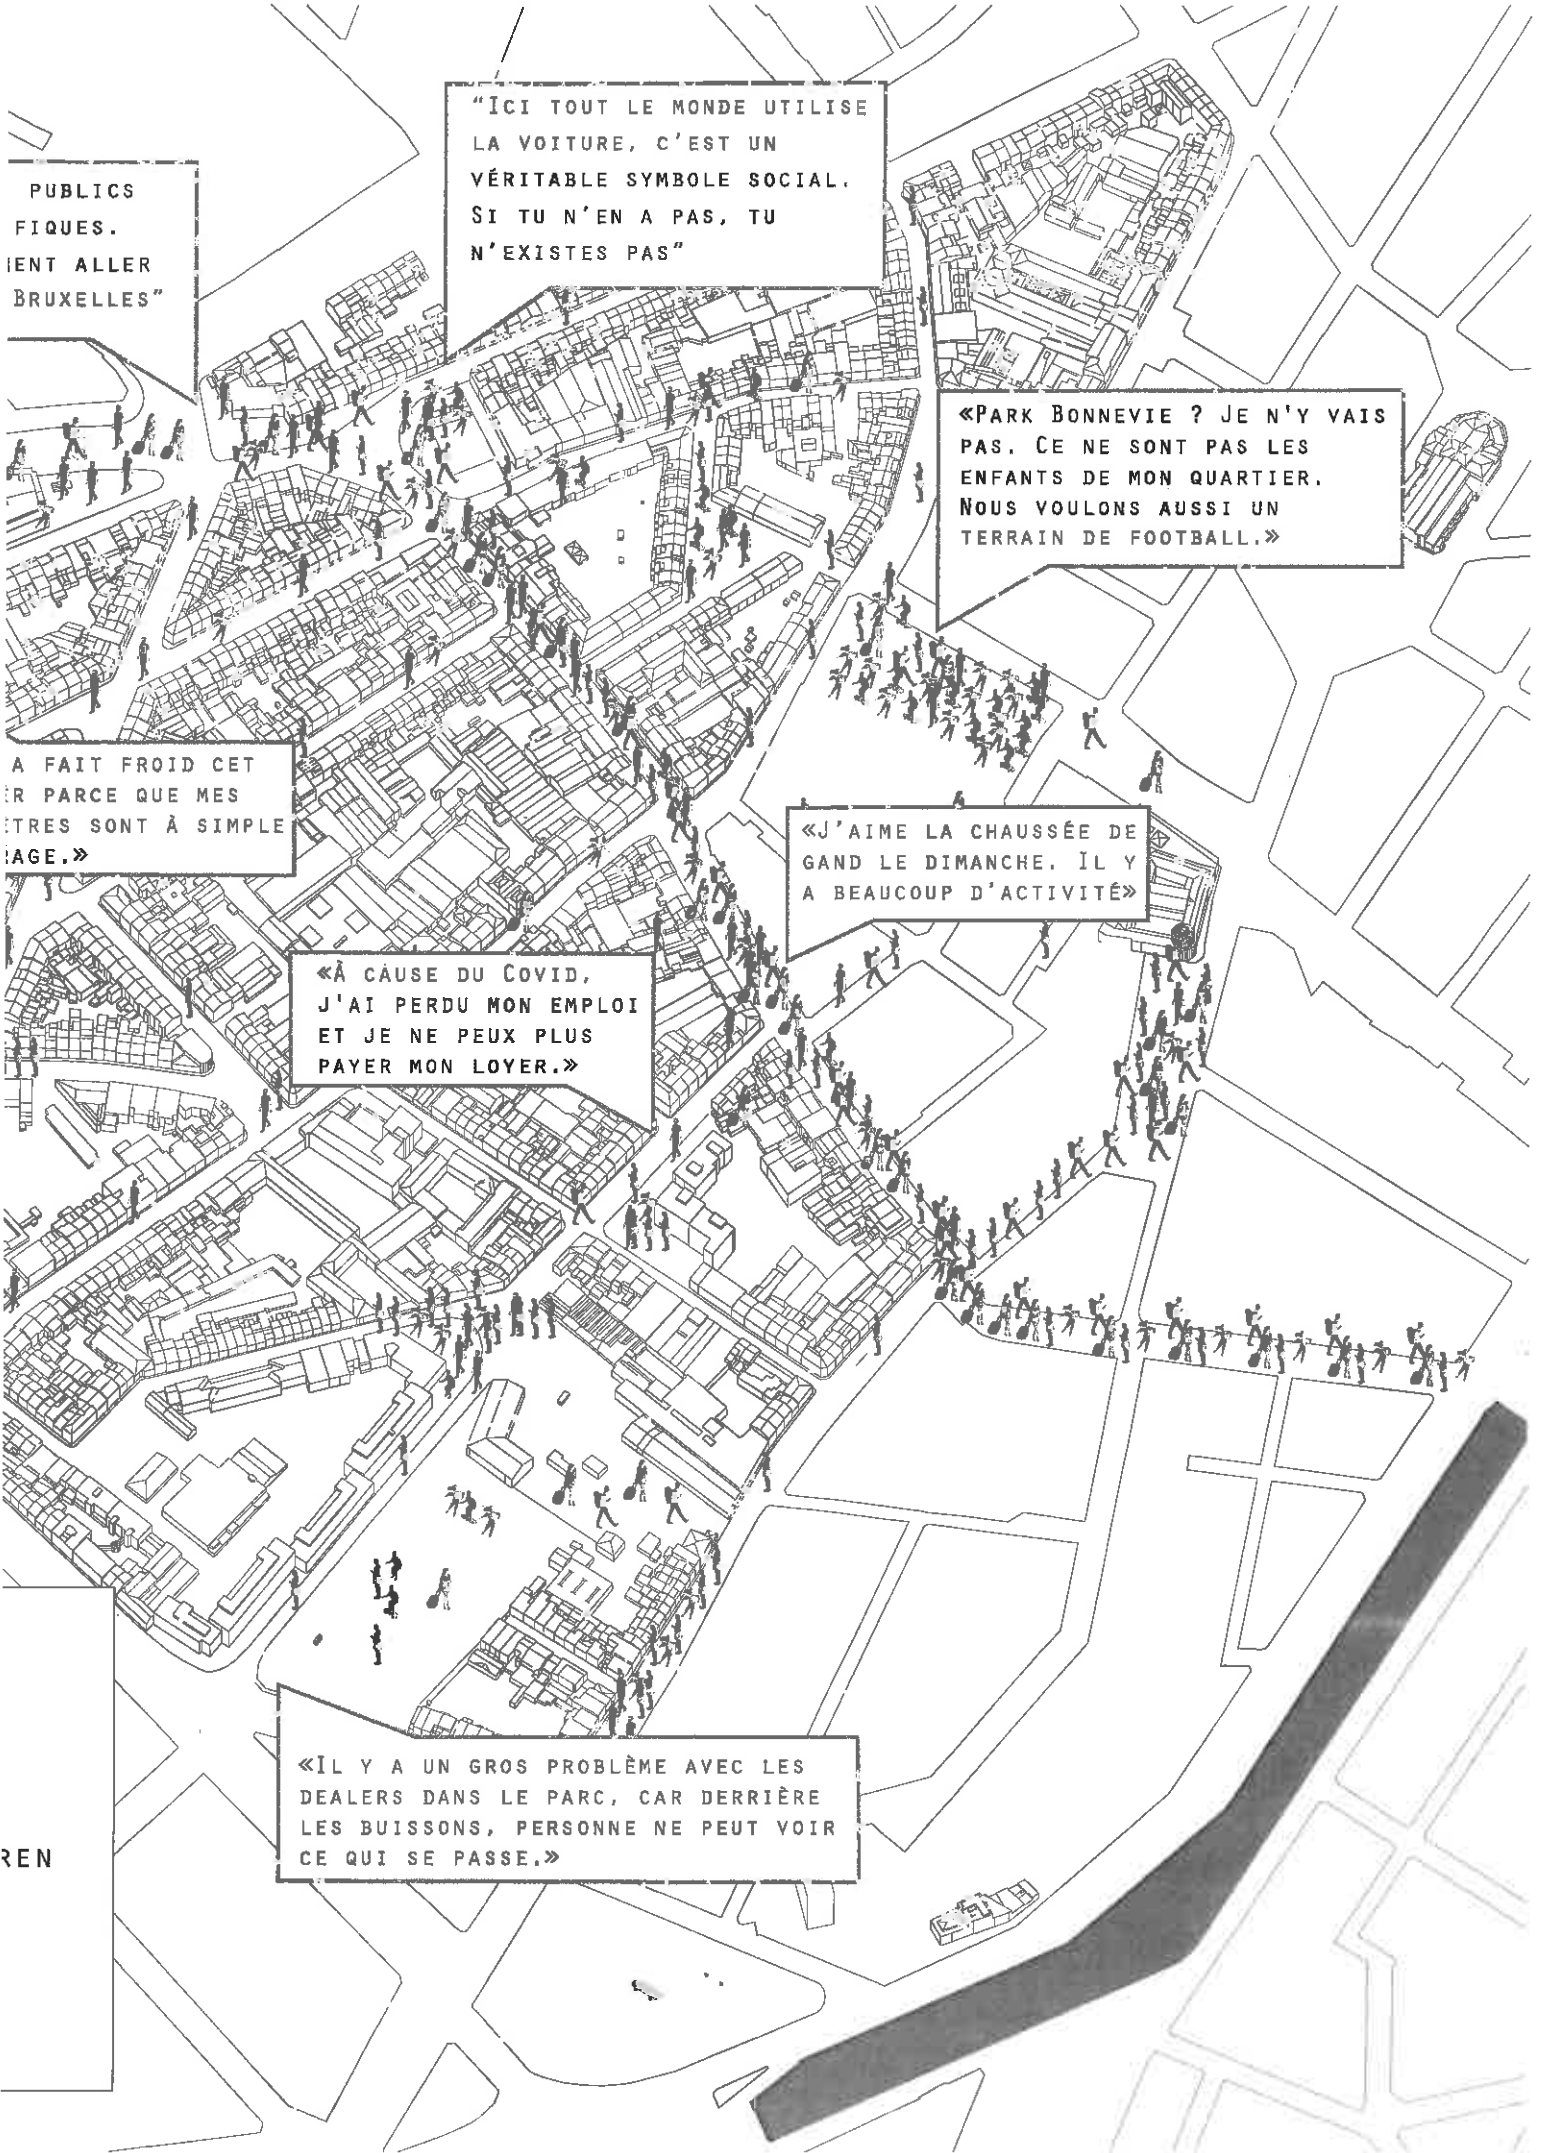 "Ici tout le monde utilise
la voiture, c'est un
véritable symbole social.
Si tu n'en a pas, tu
n'existes pas"
publics
fiques.
ent aller
Bruxelles"
«Park Bonnevie ? Je n'y vais
pas. Ce ne sont pas les
enfants de mon quartier.
Nous voulons aussi un
terrain de football.»
a fait froid cet
r parce que mes
tres sont à simple
age.»
«J'aime la chaussée de
Gand le dimanche. Il y
a beaucoup d'activité»
«À cause du Covid,
j'ai perdu mon emploi
et je ne peux plus
payer mon loyer.»
«Il y a un gros problème avec les
dealers dans le parc, car derrière
les buissons, personne ne peut voir
ce qui se passe.»
REN